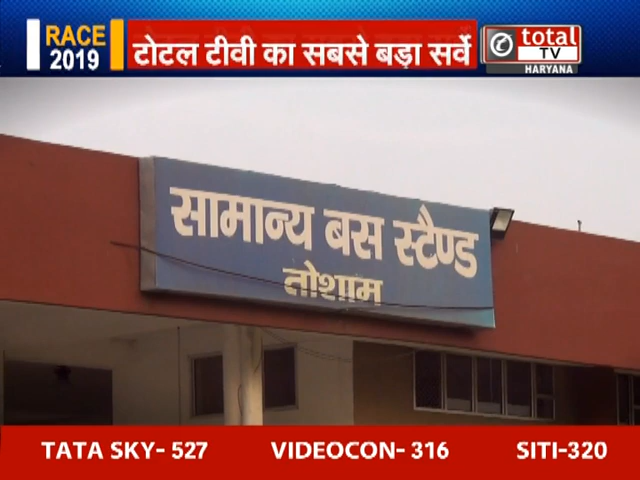 RACE
2019
टोटल टीवी का सबसे बड़ा सर्वे
total
TV
HARYANA
सामान्य बस स्टैण्ड
तोशाम
TATA SKY- 527 VIDEOCON- 316 SITI-320